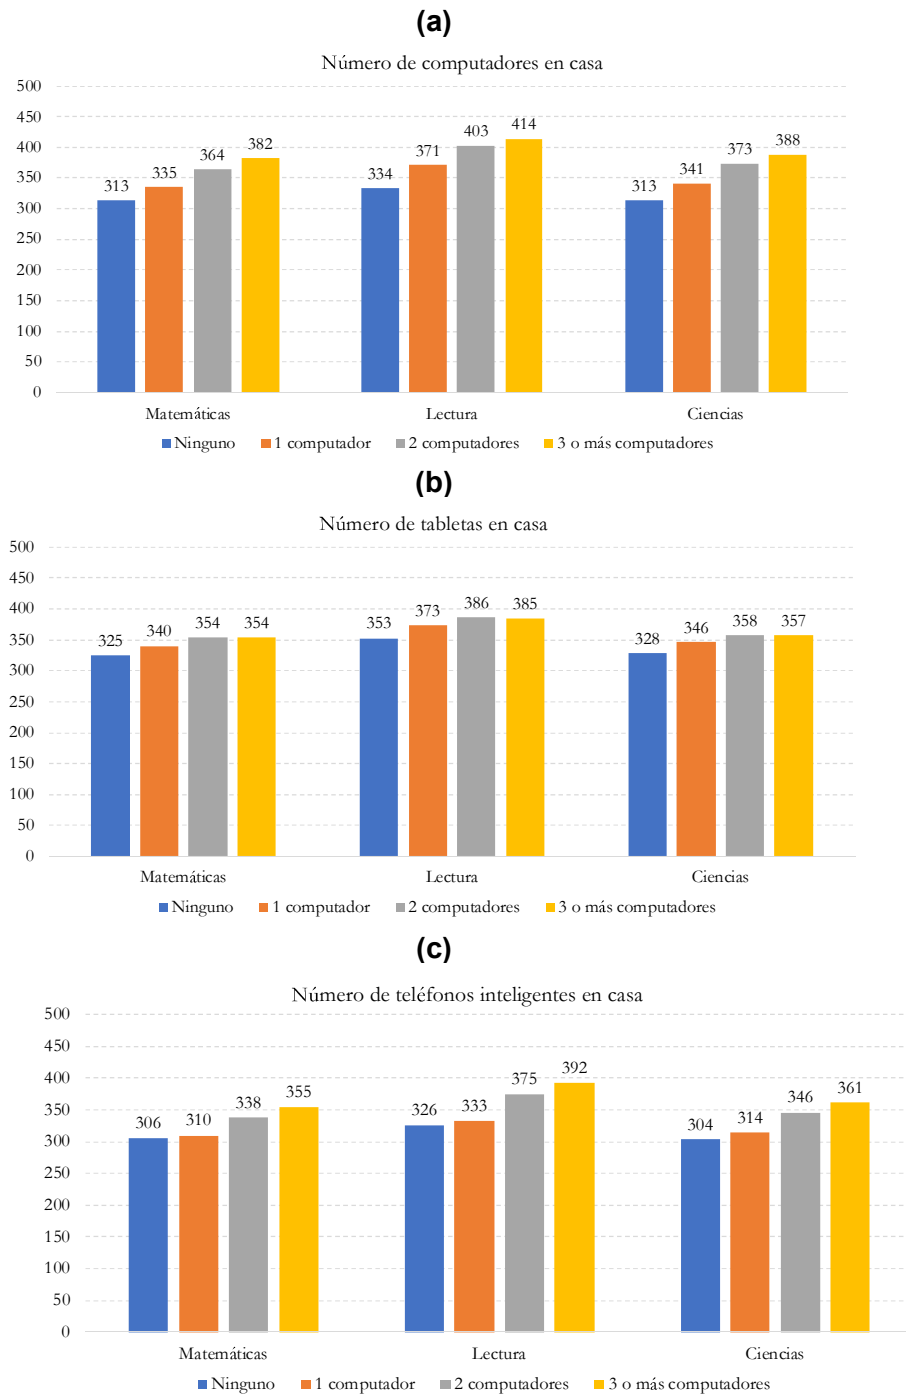 (a)
Número de computadores en casa
500
450
400
350
300
250
200
150
100
50
0
313
335
364
382
334
371
403
414
313
341
373
388
Matemáticas
Lectura
Ciencias
Ninguno
1 computador
2 computadores
3 o más computadores
(b)
Número de tabletas en casa
500
450
400
350
300
250
200
150
100
50
0
325
340
354
354
353
373
386
385
328
346
358
357
Matemáticas
Lectura
Ciencias
Ninguno
1 computador
2 computadores
3 o más computadores
(c)
Número de teléfonos inteligentes en casa
500
450
400
350
300
250
200
150
100
50
0
306
310
338
355
326
333
375
392
304
314
346
361
Matemáticas
Lectura
Ciencias
Ninguno
1 computador
2 computadores
3 o más computadores